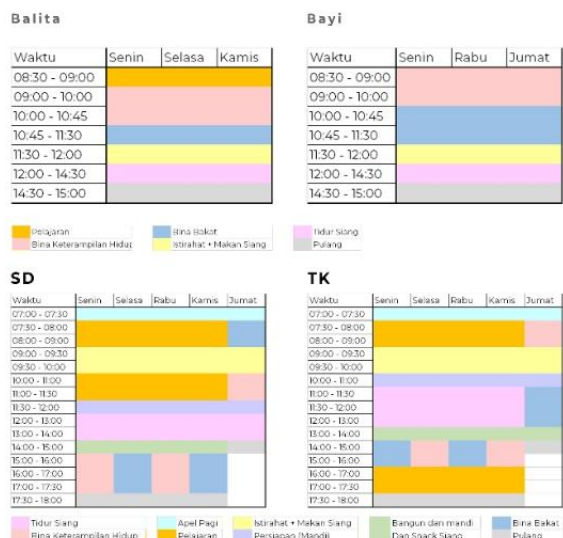 Balita
Waktu Senin Selasa Kamis
08:30 - 09:00
09:00 - 10:00
10:00 - 10:45
10:45 - 11:30
11:30 - 12:00
12:00 - 14:30
14:30 - 15:00
Bayi
Waktu Senin Rabu Jumat
08:30 - 09:00
09:00 - 10:00
10:00 - 10:45
10:45 - 11:30
11:30 - 12:00
12:00 - 14:30
14:30 - 15:00
Pelajaran Bina Bakat Tidur Siang
Bina Keterampilan Hidup Istirahat + Makan Siang Pulang
SD
Waktu Senin Selasa Rabu Kamis Jumat
07:00 - 07:30
07:30 - 08:00
08:00 - 09:00
09:00 - 09:30
09:30 - 10:00
10:00 - 11:00
11:00 - 11:30
11:30 - 12:00
12:00 - 13:00
13:00 - 14:00
14:00 - 15:00
15:00 - 16:00
16:00 - 17:00
17:00 - 17:30
17:30 - 18:00
TK
Waktu Senin Selasa Rabu Kamis Jumat
07:00 - 07:30
07:30 - 08:00
08:00 - 09:00
09:00 - 09:30
09:30 - 10:00
10:00 - 11:00
11:00 - 11:30
11:30 - 12:00
12:00 - 13:00
13:00 - 14:00
14:00 - 15:00
15:00 - 16:00
16:00 - 17:00
17:00 - 17:30
17:30 - 18:00
Tidur Siang Apel Pagi Istirahat + Makan Siang Bangun dan mandi Bina Bakat
Bina Keterampilan Hidup Pelajaran Persiapan (Mandi) Dan Snack Siang Pulang